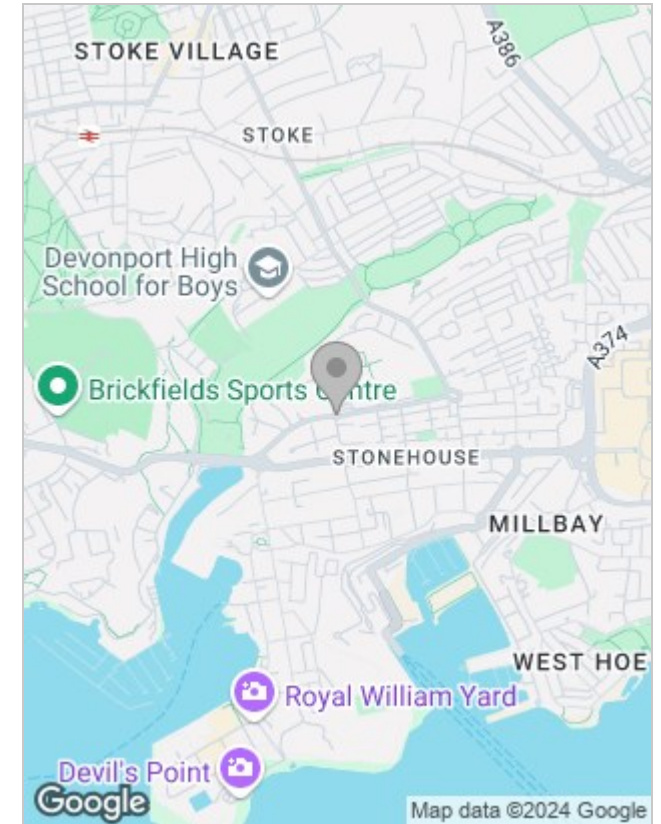 STOKE VILLAGE
A386
STOKE
Devonport High
School for Boys
A374
Brickfields Sports Centre
STONEHOUSE
MILLBAY
WEST HOE
Royal William Yard
Devil's Point
Google
Map data ©2024 Google